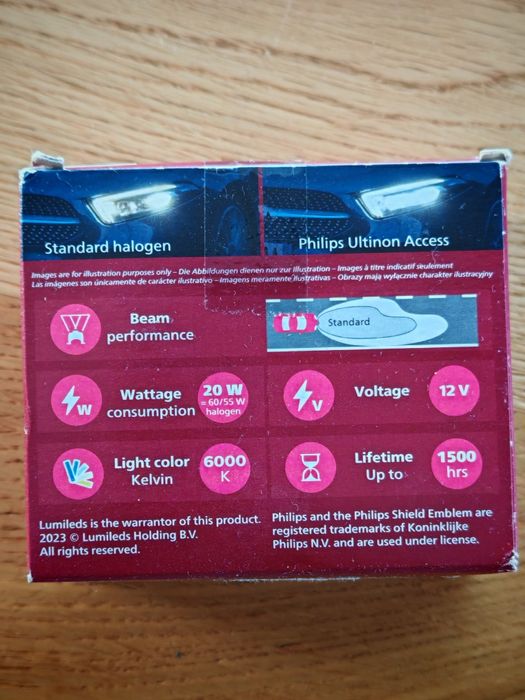 Standard halogen
Philips Ultinon Access
Images are for illustration purposes only – Die Abbildungen dienen nur zur Illustration – Images à titre indicatif seulement
Las imágenes son únicamente de carácter ilustrativo – Imagens meramente ilustrativas – Obrazy mają wyłącznie charakter ilustracyjny
Beam
performance
Standard
Wattage
consumption
20 W
= 60/55 W
halogen
V
W
Voltage
12 V
Light color
Kelvin
6000
K
Lifetime
Up to
1500
hrs
Lumileds is the warrantor of this product.
2023 © Lumileds Holding B.V.
All rights reserved.
Philips and the Philips Shield Emblem are
registered trademarks of Koninklijke
Philips N.V. and are used under license.